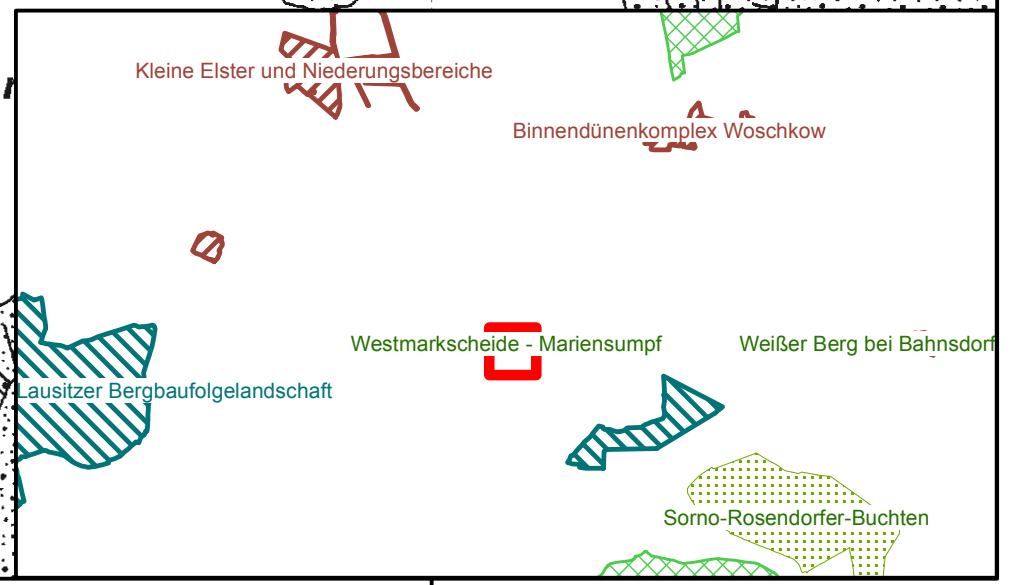 Kleine Elster und Niederungsbereiche
Binnendünenkomplex Woschkow
Westmarkscheide - Mariensumpf
Weißer Berg bei Bahnsdorf
Lausitzer Bergbaufolgelandschaft
Sorno-Rosendorfer-Buchten